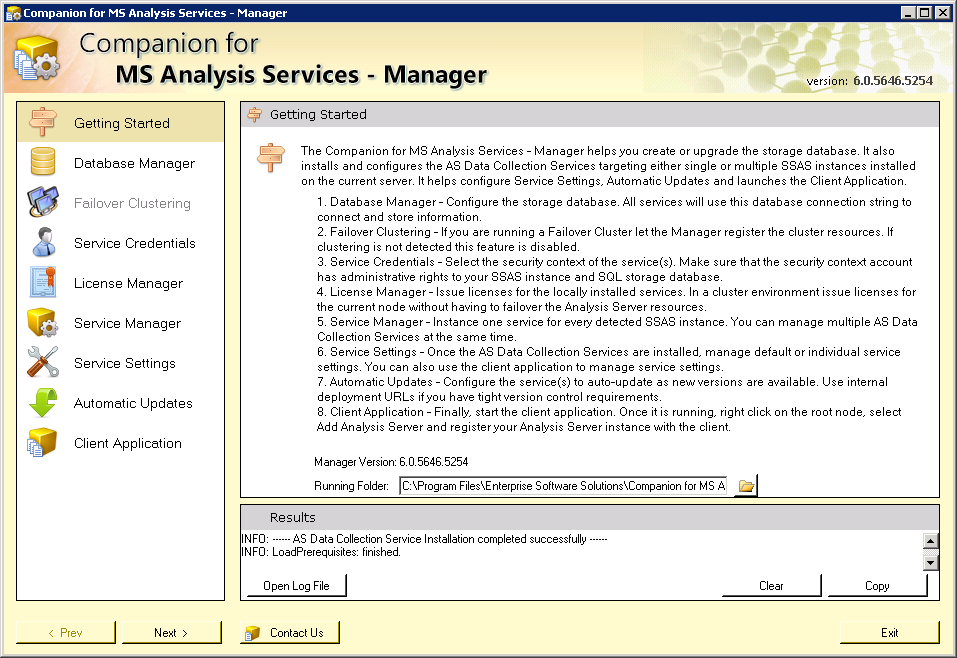 Companion for MS Analysis Services - Manager
Companion for
MS Analysis Services - Manager
version: 6.0.5646.5254
Getting Started
Database Manager
Failover Clustering
Service Credentials
License Manager
Service Manager
Service Settings
Automatic Updates
Client Application
Getting Started
The Companion for MS Analysis Services - Manager helps you create or upgrade the storage database. It also
installs and configures the AS Data Collection Services targeting either single or multiple SSAS instances installed
on the current server. It helps configure Service Settings, Automatic Updates and launches the Client Application.
1. Database Manager - Configure the storage database. All services will use this database connection string to
connect and store information.
2. Failover Clustering - If you are running a Failover Cluster let the Manager register the cluster resources. If
clustering is not detected this feature is disabled.
3. Service Credentials - Select the security context of the service(s). Make sure that the security context account
has administrative rights to your SSAS instance and SQL storage database.
4. License Manager - Issue licenses for the locally installed services. In a cluster environment issue licenses for
the current node without having to failover the Analysis Server resources.
5. Service Manager - Instance one service for every detected SSAS instance. You can manage multiple AS Data
Collection Services at the same time.
6. Service Settings - Once the AS Data Collection Services are installed, manage default or individual service
settings. You can also use the client application to manage service settings.
7. Automatic Updates - Configure the service(s) to auto-update as new versions are available. Use internal
deployment URLs if you have tight version control requirements.
8. Client Application - Finally, start the client application. Once it is running, right click on the root node, select
Add Analysis Server and register your Analysis Server instance with the client.
Manager Version: 6.0.5646.5254
Running Folder: C:\Program Files\Enterprise Software Solutions\Companion for MS A
Results
INFO: ------ AS Data Collection Service Installation completed successfully ------
INFO: LoadPrerequisites: finished.
Open Log File Clear Copy
< Prev Next > Contact Us Exit